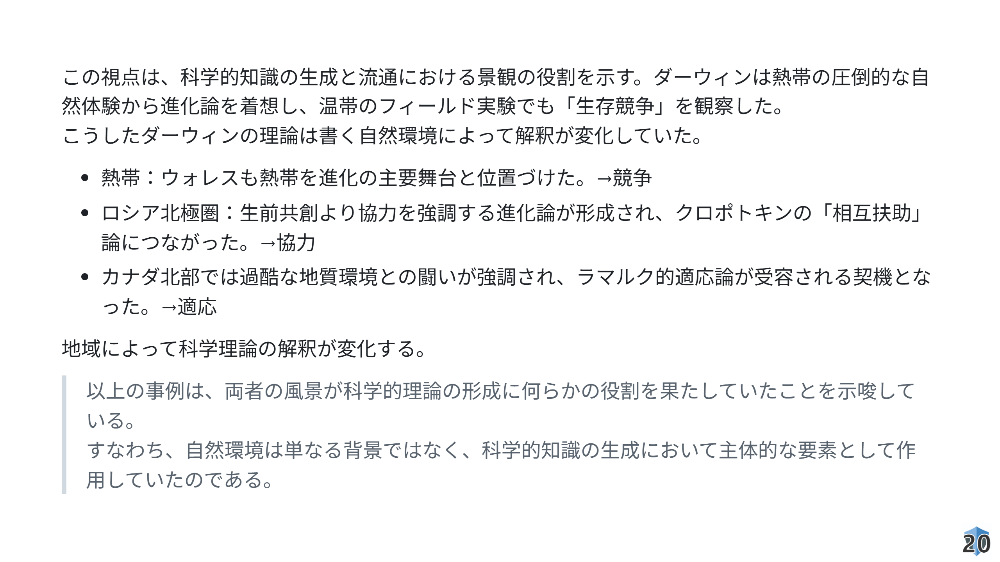 この視点は、科学的知識の生成と流通における景観の役割を示す。ダーウィンは熱帯の圧倒的な自
然体験から進化論を着想し、温帯のフィールド実験でも「生存競争」を観察した。
こうしたダーウィンの理論は書く自然環境によって解釈が変化していた。
• 熱帯：ウォレスも熱帯を進化の主要舞台と位置づけた。→競争
• ロシア北極圏：生前共創より協力を強調する進化論が形成され、クロポトキンの「相互扶助」
論につながった。→協力
• カナダ北部では過酷な地質環境との闘いが強調され、ラマルク的適応論が受容される契機とな
った。→適応
地域によって科学理論の解釈が変化する。
以上の事例は、両者の風景が科学的理論の形成に何らかの役割を果たしていたことを示唆して
いる。
すなわち、自然環境は単なる背景ではなく、科学的知識の生成において主体的な要素として作
用していたのである。
20